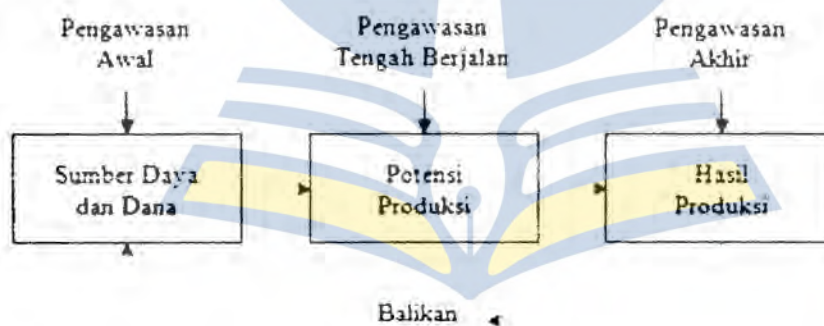 Pengawasan
Awal
Pengawasan
Tengah Berjalan
Pengawasan
Akhir
Sumber Daya
dan Dana
Potensi
Produksi
Hasil
Produksi
Balikan